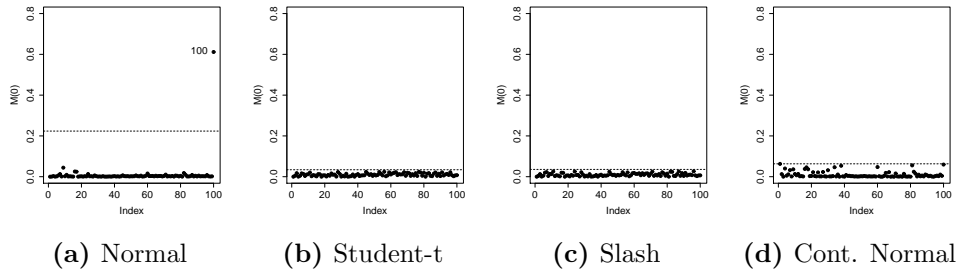 0.8 0.8 0.8 0.8
0.6 0.6 0.6 0.6
100
M(0) M(0) M(0) M(0)
0.4 0.4 0.4 0.4
0.2 0.2 0.2 0.2
0.0 0.0 0.0 0.0
0 20 40 60 80 100 0 20 40 60 80 100 0 20 40 60 80 100 0 20 40 60 80 100
Index Index Index Index
(a) Normal (b) Student-t (c) Slash (d) Cont. Normal